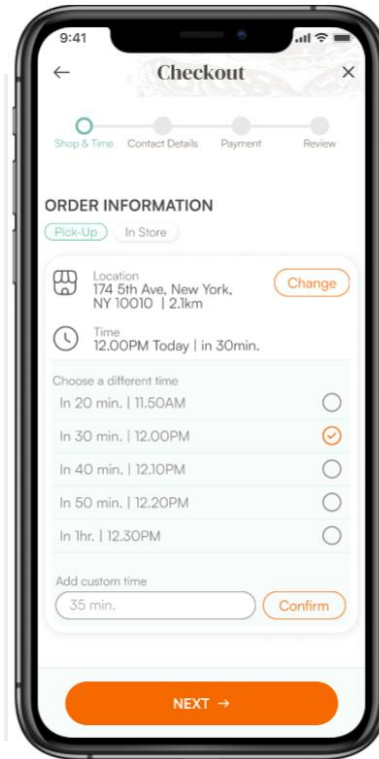 9:41
Checkout
Shop & Time Contact Details Payment Review
ORDER INFORMATION
Pick-Up In Store
Location
174 5th Ave, New York,
NY 10010 | 2.1km
Change
Time
12.00PM Today | in 30min.
Choose a different time
In 20 min. | 11.50AM
In 30 min. | 12.00PM
In 40 min. | 12.10PM
In 50 min. | 12.20PM
In 1hr. | 12.30PM
Add custom time
35 min. Confirm
NEXT →